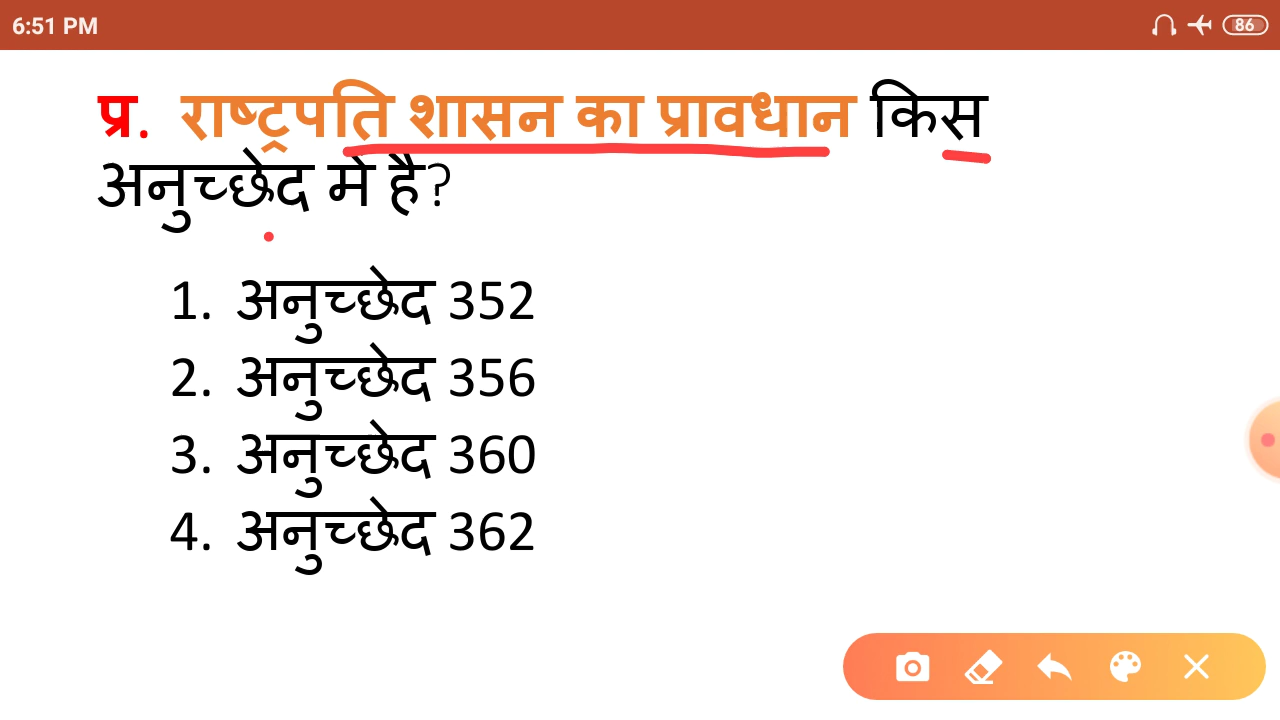 6:51 PM
86
प्र. राष्ट्रपति शासन का प्रावधान किस
अनुच्छेद में है?
1. अनुच्छेद 352
2. अनुच्छेद 356
3. अनुच्छेद 360
4. अनुच्छेद 362